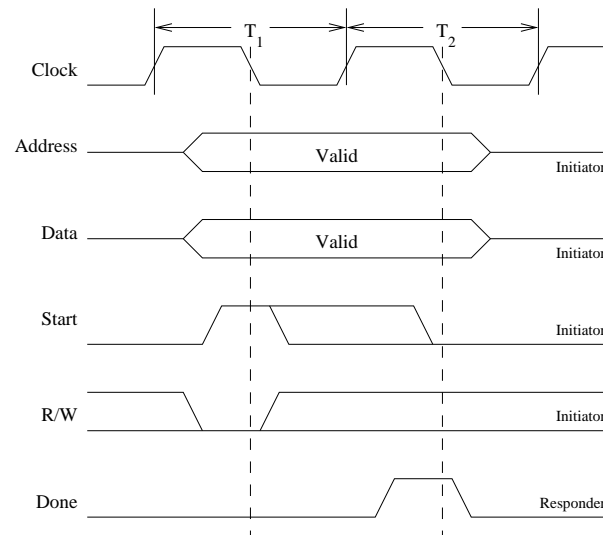 T1 T2
Clock
Address Valid Initiator
Data Valid Initiator
Start Initiator
R/W Initiator
Done Responder